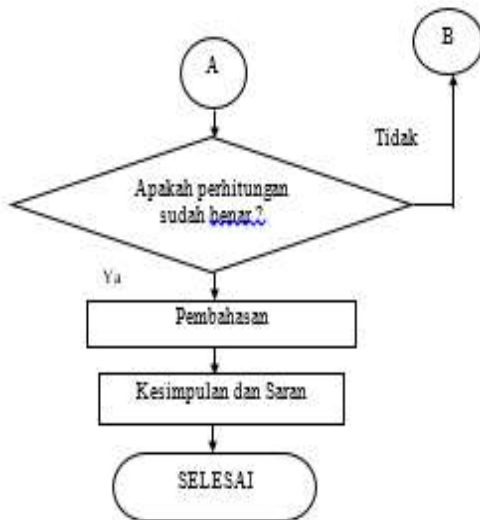 B
A
Tidak
Apakah perhitungan
sudah benar ?
Ya
Pembahasan
Kesimpulan dan Saran
SELESAI